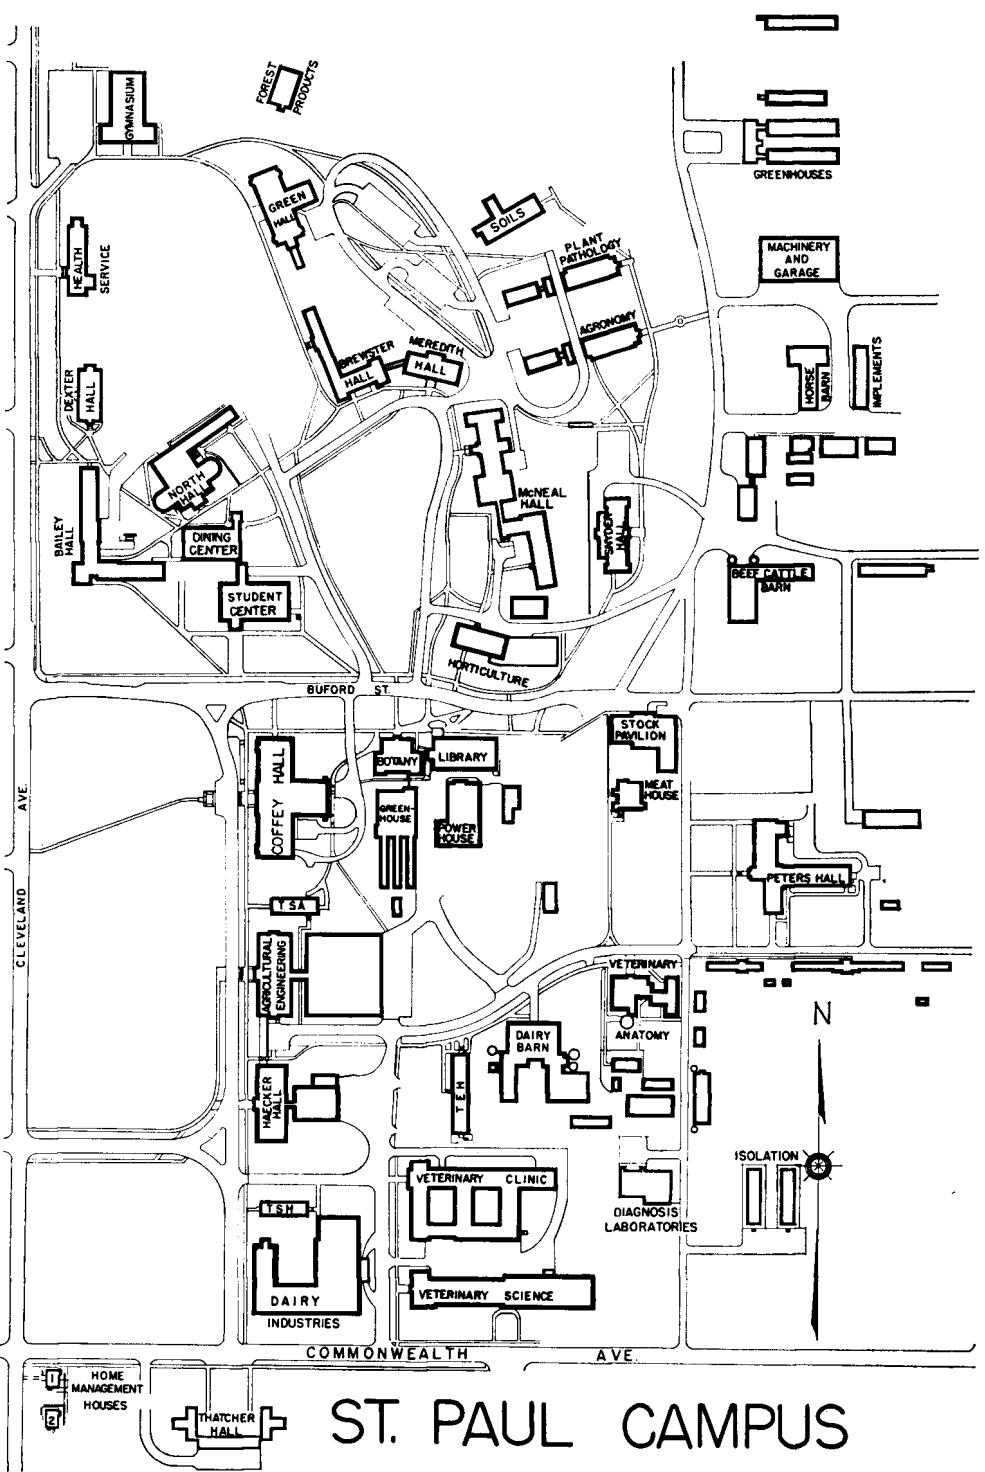 GYMNASIUM
FOREST
PRODUCTS
GREENHOUSES
GREEN
HALL
SOILS
HEALTH
SERVICE
PLANT
PATHOLOGY
MACHINERY
AND
GARAGE
AGRONOMY
BREWSTER
HALL
MEREDITH
HALL
HORSE
BARN
IMPLEMENTS
DEXTER
HALL
NORTH
HALL
McNEAL
HALL
BAILEY
HALL
DINING
CENTER
SNYDER
HALL
STUDENT
CENTER
BEEF CATTLE
BARN
HORTICULTURE
BUFORD ST.
STOCK
PAVILION
COFFEY HALL
BOTANY
LIBRARY
MEAT
HOUSE
GREEN-
HOUSE
POWER
HOUSE
CLEVELAND AVE.
PETERS HALL
TSA
AGRICULTURAL
ENGINEERING
VETERINARY
ANATOMY
N
DAIRY
BARN
HAECKER
HALL
TEH
ISOLATION
VETERINARY CLINIC
DIAGNOSIS
LABORATORIES
TSH
DAIRY
INDUSTRIES
VETERINARY SCIENCE
COMMONWEALTH AVE.
1
2
HOME
MANAGEMENT
HOUSES
THATCHER
HALL
ST. PAUL CAMPUS